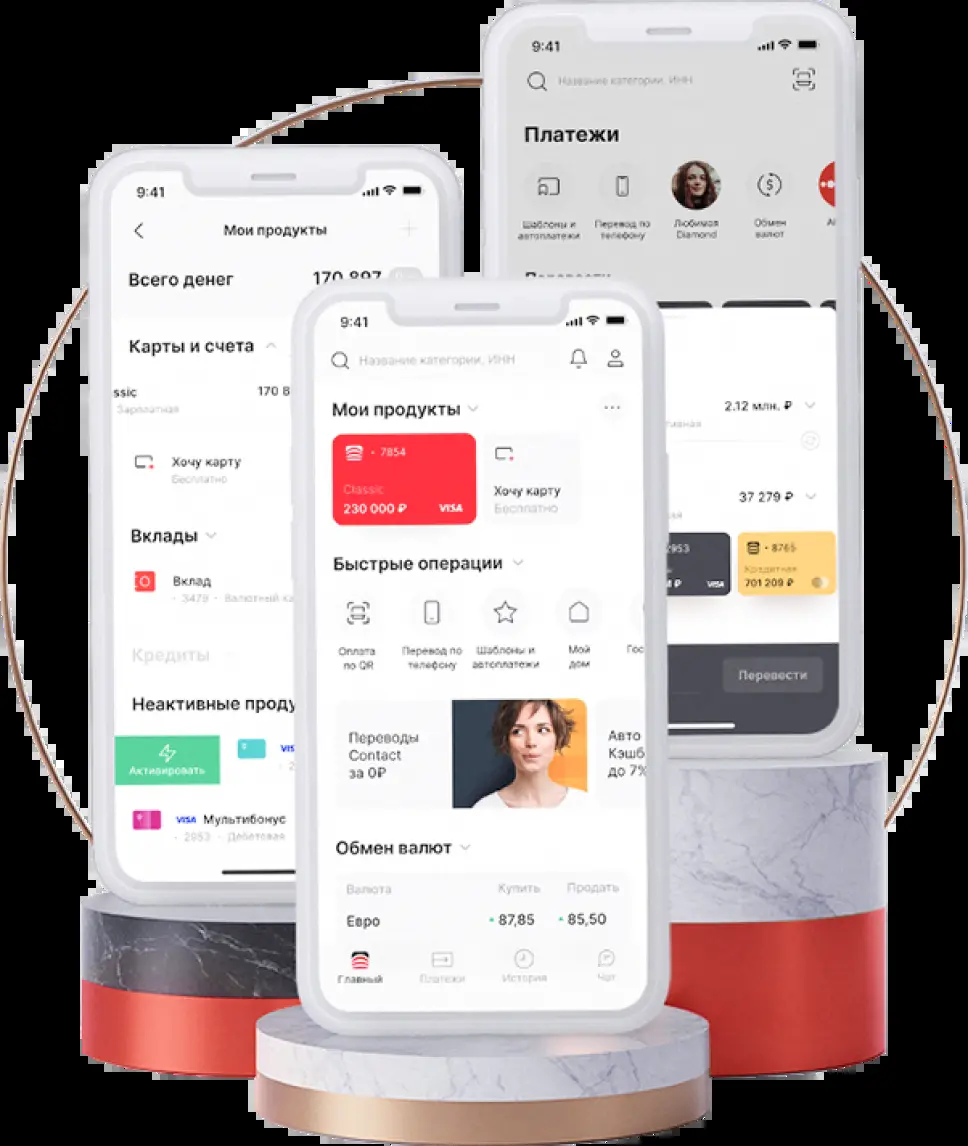 9:41
Мои продукты
Всего денег
170 897
Карты и счета
ssic
170 8
Зарплатная
Хочу карту
Бесплатно
Вклады
Вклад
· 3479 · Валютный ка
Кредиты
Неактивные проду
Активировать
VIS
VISA Мультибонус
· 2953 · Дебетовая
9:41
Название категории, ИНН
Платежи
Шаблоны и
автоплатежи
Перевод по
телефону
Любимая
Diamond
Обмен
валют
2.12 млн. ₽
37 279 ₽
2953
₽
VISA
· 8765
Кредитная
701 209 ₽
Перевести
9:41
Название категории, ИНН
Мои продукты
· 7854
Classic
230 000 ₽
VISA
Хочу карту
Бесплатно
Быстрые операции
Оплата
по QR
Перевод по
телефону
Шаблоны и
автоплатежи
Мой
дом
Гос
Переводы
Contact
за 0₽
Авто
Кэшб
до 7%
Обмен валют
Валюта
Купить
Продать
Евро
87,85
85,50
Главный
Платежи
История
Чат